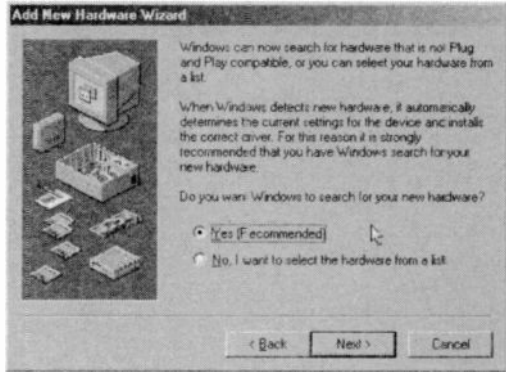 Add New Hardware Wizard
Windows can now search for hardware that is not Plug
and Play compatible, or you can select your hardware from
a list.
When Windows detects new hardware, it automatically
determines the current settings for the device and installs
the correct driver. For this reason it is strongly
recommended that you have Windows search for your
new hardware.
Do you want Windows to search for your new hardware?
Yes (Recommended)
No, I want to select the hardware from a list.
< Back
Next >
Cancel